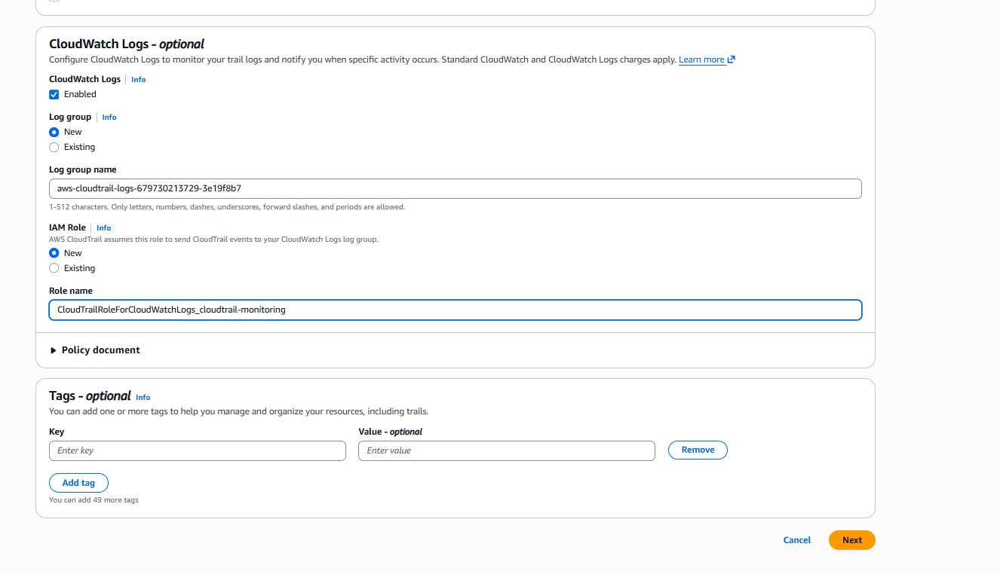 CloudWatch Logs - optional
Configure CloudWatch Logs to monitor your trail logs and notify you when specific activity occurs. Standard CloudWatch and CloudWatch Logs charges apply. Learn more
CloudWatch Logs Info
Enabled
Log group Info
New
Existing
Log group name
aws-cloudtrail-logs-679730213729-3e19f8b7
1-512 characters. Only letters, numbers, dashes, underscores, forward slashes, and periods are allowed.
IAM Role Info
AWS CloudTrail assumes this role to send CloudTrail events to your CloudWatch Logs log group.
New
Existing
Role name
CloudTrailRoleForCloudWatchLogs_cloudtrail-monitoring
Policy document
Tags - optional Info
You can add one or more tags to help you manage and organize your resources, including trails.
Key Value - optional
Enter key Enter value Remove
Add tag
You can add 49 more tags
Cancel Next